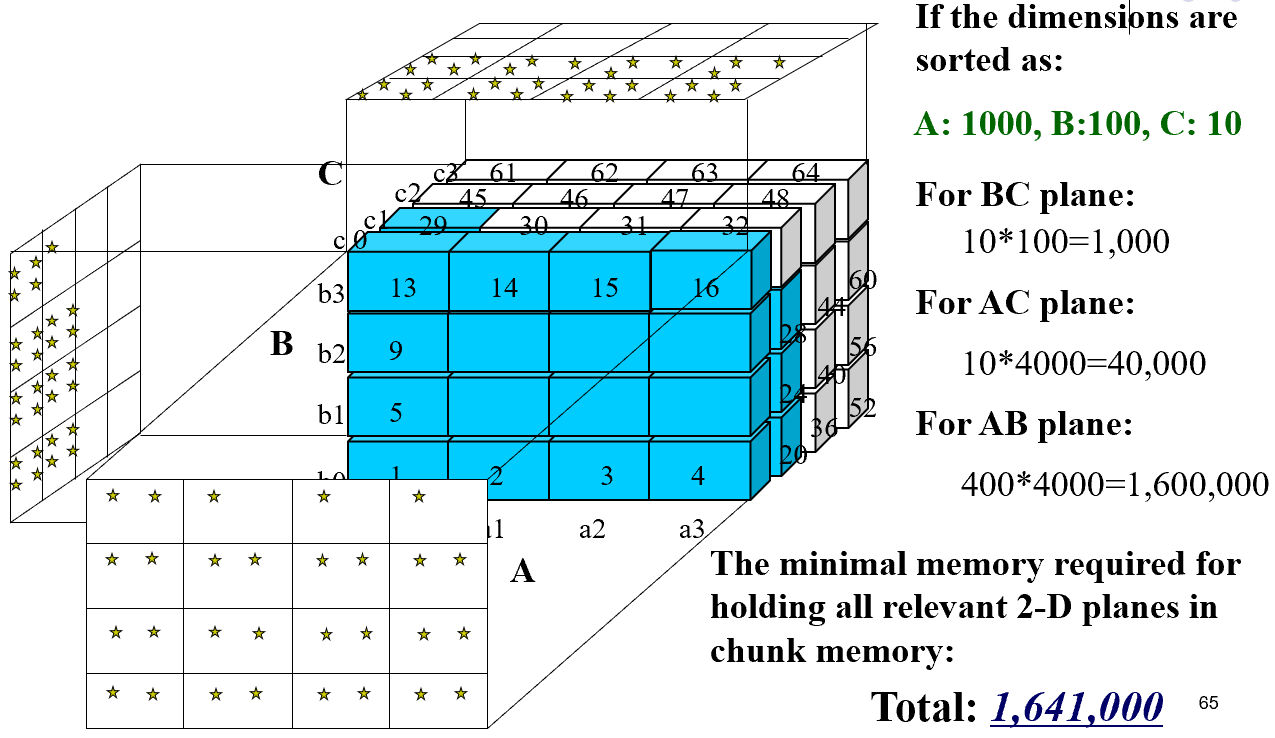 If the dimensions are
sorted as:
A: 1000, B:100, C: 10
For BC plane:
10*100=1,000
For AC plane:
10*4000=40,000
For AB plane:
400*4000=1,600,000
The minimal memory required for
holding all relevant 2-D planes in
chunk memory:
Total: 1,641,000
65
C
c3 61 62 63 64
c2 45 46 47 48
c1 29 30 31 32
c 0
b3 13 14 15 16
B
b2 9
b1 5
b0 1 2 3 4
60
44
28
56
40
24
52
36
20
a1 a2 a3
A